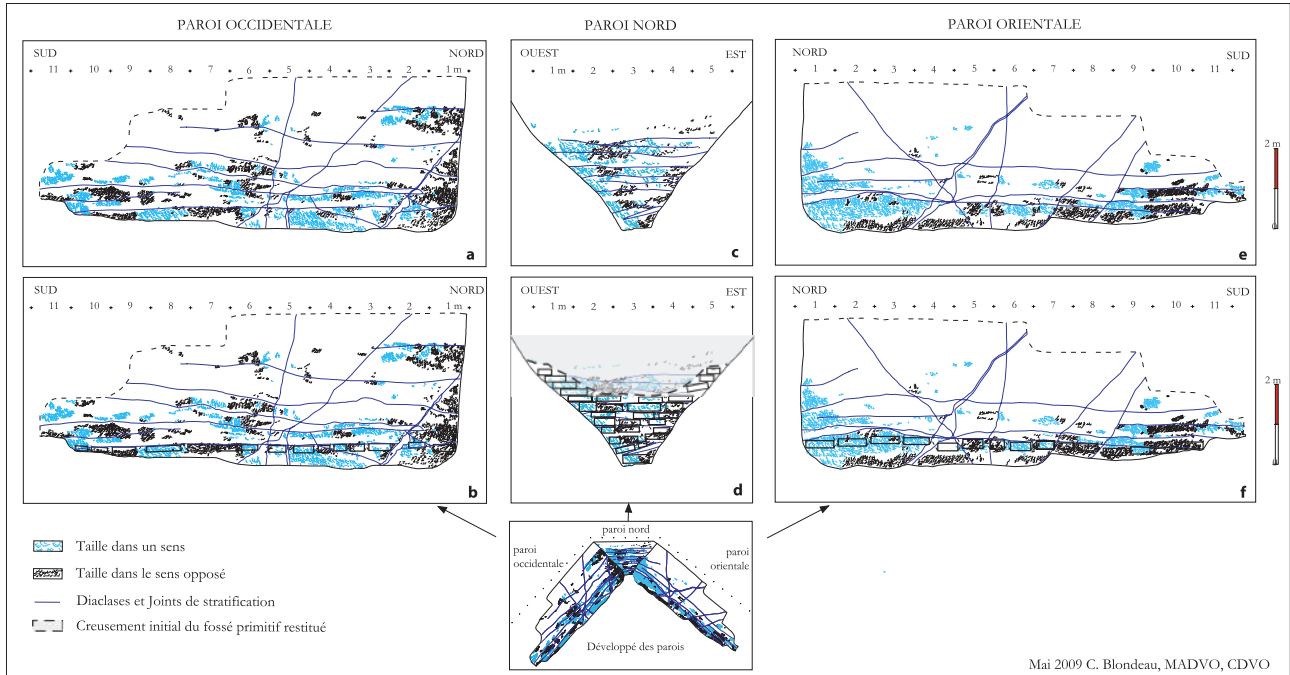 PAROI OCCIDENTALE
PAROI NORD
PAROI ORIENTALE
SUD
NORD
11 10 9 8 7 6 5 4 3 2 1 m
a
OUEST
EST
1 m 2 3 4 5
c
NORD
SUD
1 2 3 4 5 6 7 8 9 10 11
e
2 m
0
SUD
NORD
11 10 9 8 7 6 5 4 3 2 1 m
b
OUEST
EST
1 m 2 3 4 5
d
NORD
SUD
1 2 3 4 5 6 7 8 9 10 11
f
2 m
0
Taille dans un sens
Taille dans le sens opposé
Diaclases et Joints de stratification
Creusement initial du fossé primitif restitué
paroi nord
paroi
occidentale
paroi
orientale
Développé des parois
Mai 2009 C. Blondeau, MADVO, CDVO